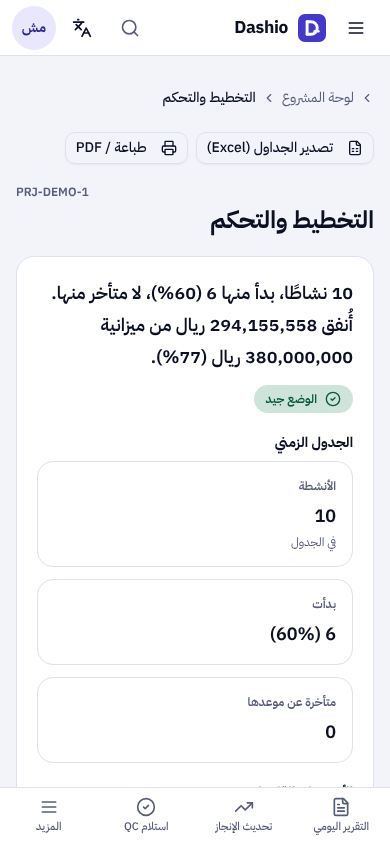 Dashio
مش
لوحة المشروع
التخطيط والتحكم
تصدير الجداول (Excel)
طباعة / PDF
PRJ-DEMO-1
التخطيط والتحكم
10 نشاطًا، بدأ منها 6 (60%)، لا متأخر منها.
أُنفق 294,155,558 ريال من ميزانية
380,000,000 ريال (77%).
الوضع جيد
الجدول الزمني
الأنشطة
10
في الجدول
بدأت
6 (60%)
متأخرة عن موعدها
0
التقرير اليومي
تحديث الإنجاز
استلام QC
المزيد